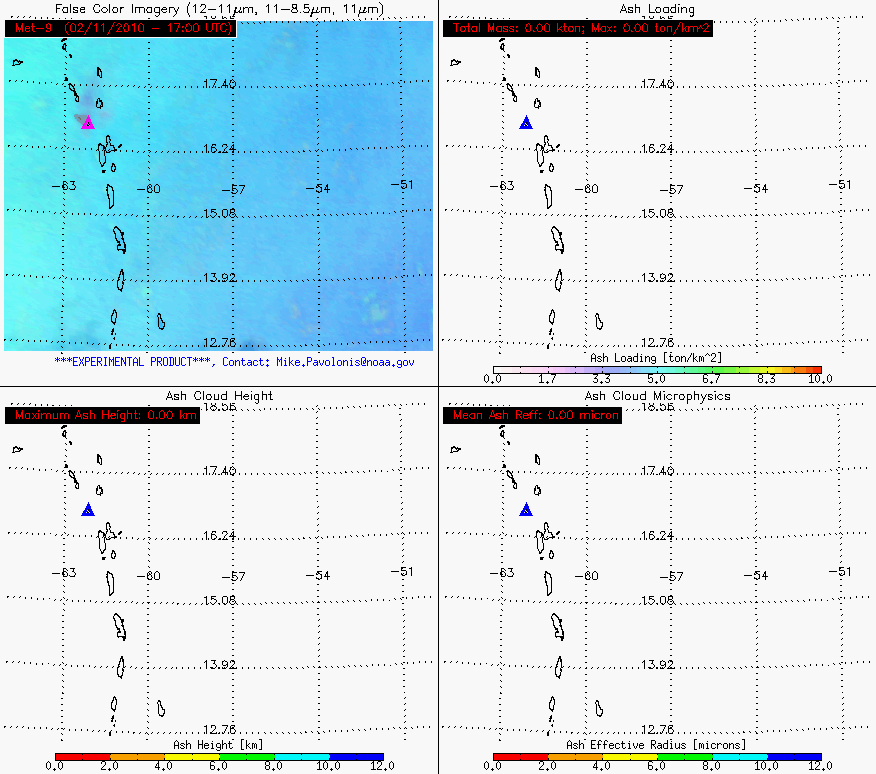 False Color Imagery (12−11μm, 11−8.5μm, 11μm)
Met−9 (02/11/2010 − 17:00 UTC)
17.40
16.24
−63 −60 −57 −54 −51
15.08
13.92
12.76
***EXPERIMENTAL PRODUCT***, Contact: Mike.Pavolonis@noaa.gov
Ash Loading
Total Mass: 0.00 kton; Max: 0.00 ton/km^2
17.40
16.24
−63 −60 −57 −54 −51
15.08
13.92
12.76
Ash Loading [ton/km^2]
0.0 1.7 3.3 5.0 6.7 8.3 10.0
Ash Cloud Height
18.55
Maximum Ash Height: 0.00 km
17.40
16.24
−63 −60 −57 −54 −51
15.08
13.92
12.76
Ash Height [km]
0.0 2.0 4.0 6.0 8.0 10.0 12.0
Ash Cloud Microphysics
18.55
Mean Ash Reff: 0.00 micron
17.40
16.24
−63 −60 −57 −54 −51
15.08
13.92
12.76
Ash Effective Radius [microns]
0.0 2.0 4.0 6.0 8.0 10.0 12.0